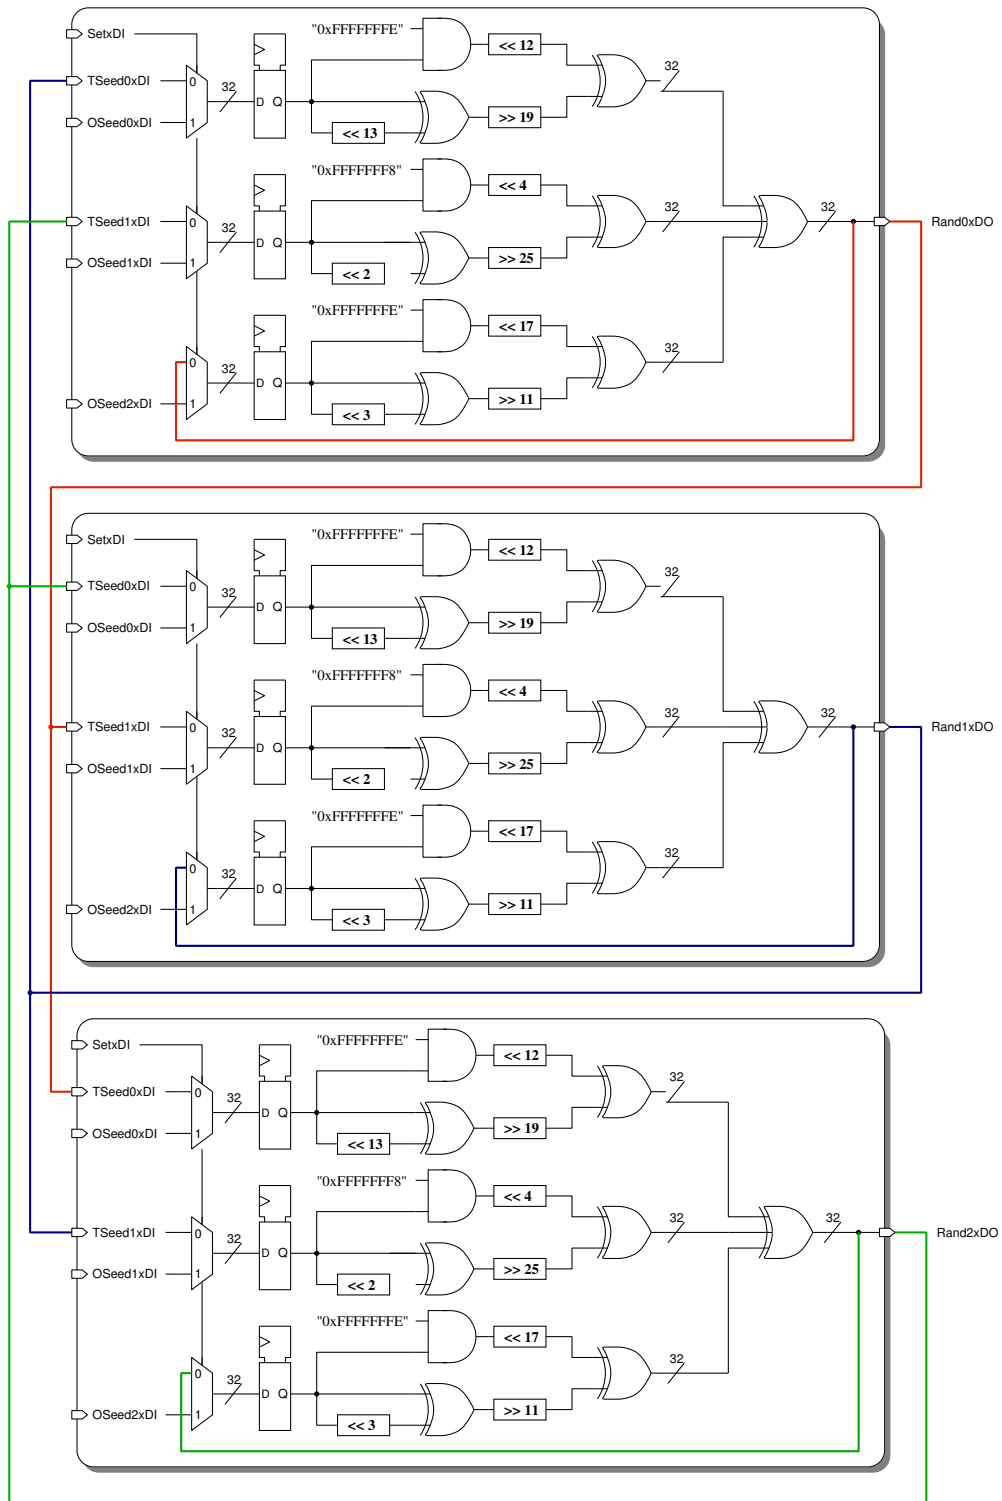 "0xFFFFFFFE"
SetxDI
<< 12
32
TSeed0xDI
0
32
OSeed0xDI
1
D Q
>> 19
<< 13
"0xFFFFFFF8"
<< 4
TSeed1xDI
0
32
32
32
Rand0xDO
OSeed1xDI
1
D Q
>> 25
<< 2
"0xFFFFFFFE"
<< 17
0
32
32
D Q
OSeed2xDI
1
>> 11
<< 3
"0xFFFFFFFE"
SetxDI
<< 12
32
TSeed0xDI
0
32
OSeed0xDI
1
D Q
>> 19
<< 13
"0xFFFFFFF8"
<< 4
TSeed1xDI
0
32
32
32
Rand1xDO
OSeed1xDI
1
D Q
>> 25
<< 2
"0xFFFFFFFE"
<< 17
0
32
32
D Q
OSeed2xDI
1
>> 11
<< 3
"0xFFFFFFFE"
SetxDI
<< 12
32
TSeed0xDI
0
32
OSeed0xDI
1
D Q
>> 19
<< 13
"0xFFFFFFF8"
<< 4
TSeed1xDI
0
32
32
32
Rand2xDO
OSeed1xDI
1
D Q
>> 25
<< 2
"0xFFFFFFFE"
<< 17
0
32
32
D Q
OSeed2xDI
1
>> 11
<< 3